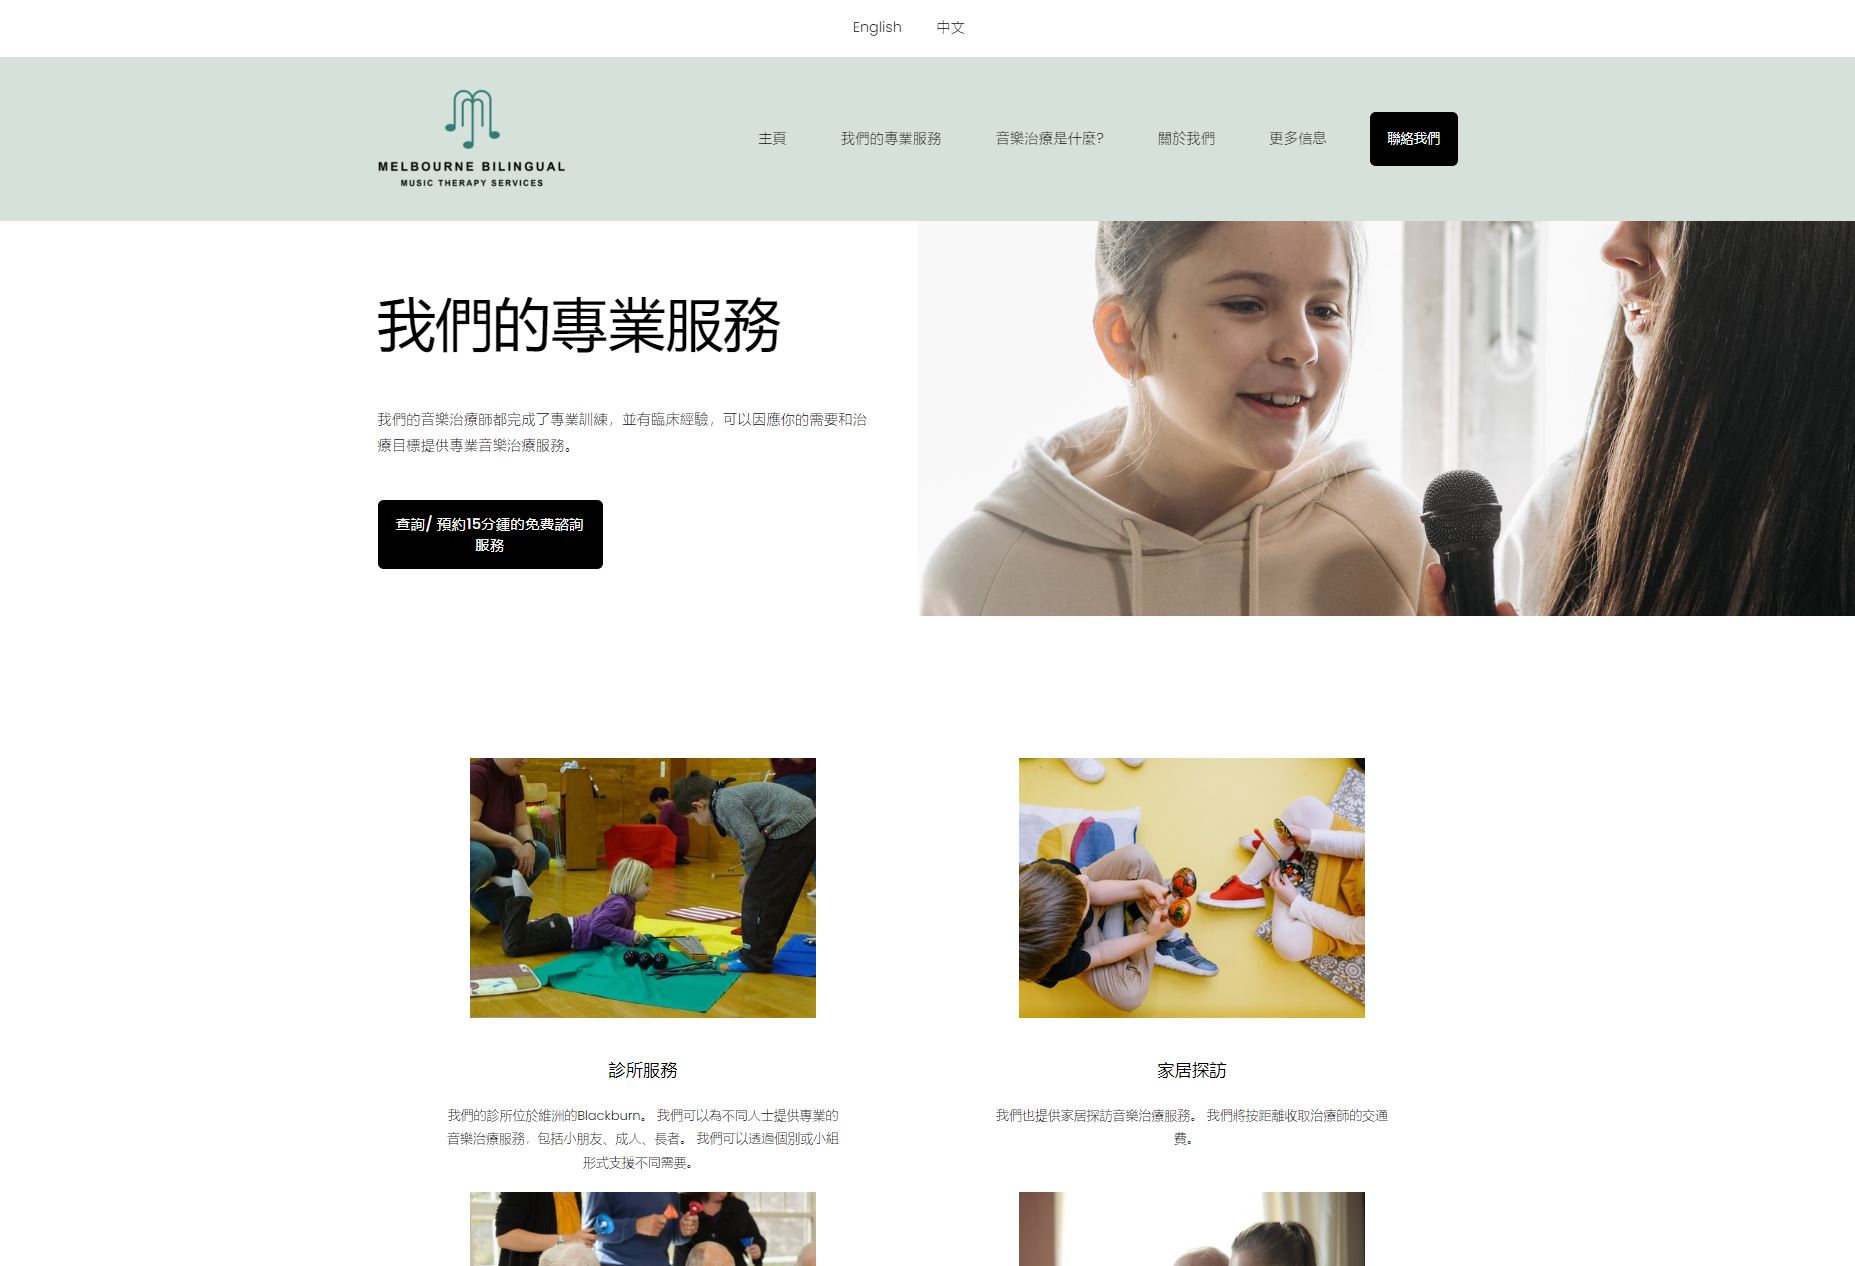 English
中文
MELBOURNE BILINGUAL
MUSIC THERAPY SERVICES
主頁
我們的專業服務
音樂治療是什麼?
關於我們
更多信息
聯絡我們
我們的專業服務
我們的音樂治療師都完成了專業訓練，並有臨床經驗，可以因應你的需要和治
療目標提供專業音樂治療服務。
查詢/ 預約15分鍾的免費諮詢
服務
診所服務
我們的診所位於維洲的Blackburn。 我們可以為不同人士提供專業的
音樂治療服務，包括小朋友、成人、長者。 我們可以透過個別或小組
形式支援不同需要。
家居探訪
我們也提供家居探訪音樂治療服務。 我們將按距離收取治療師的交通
費。